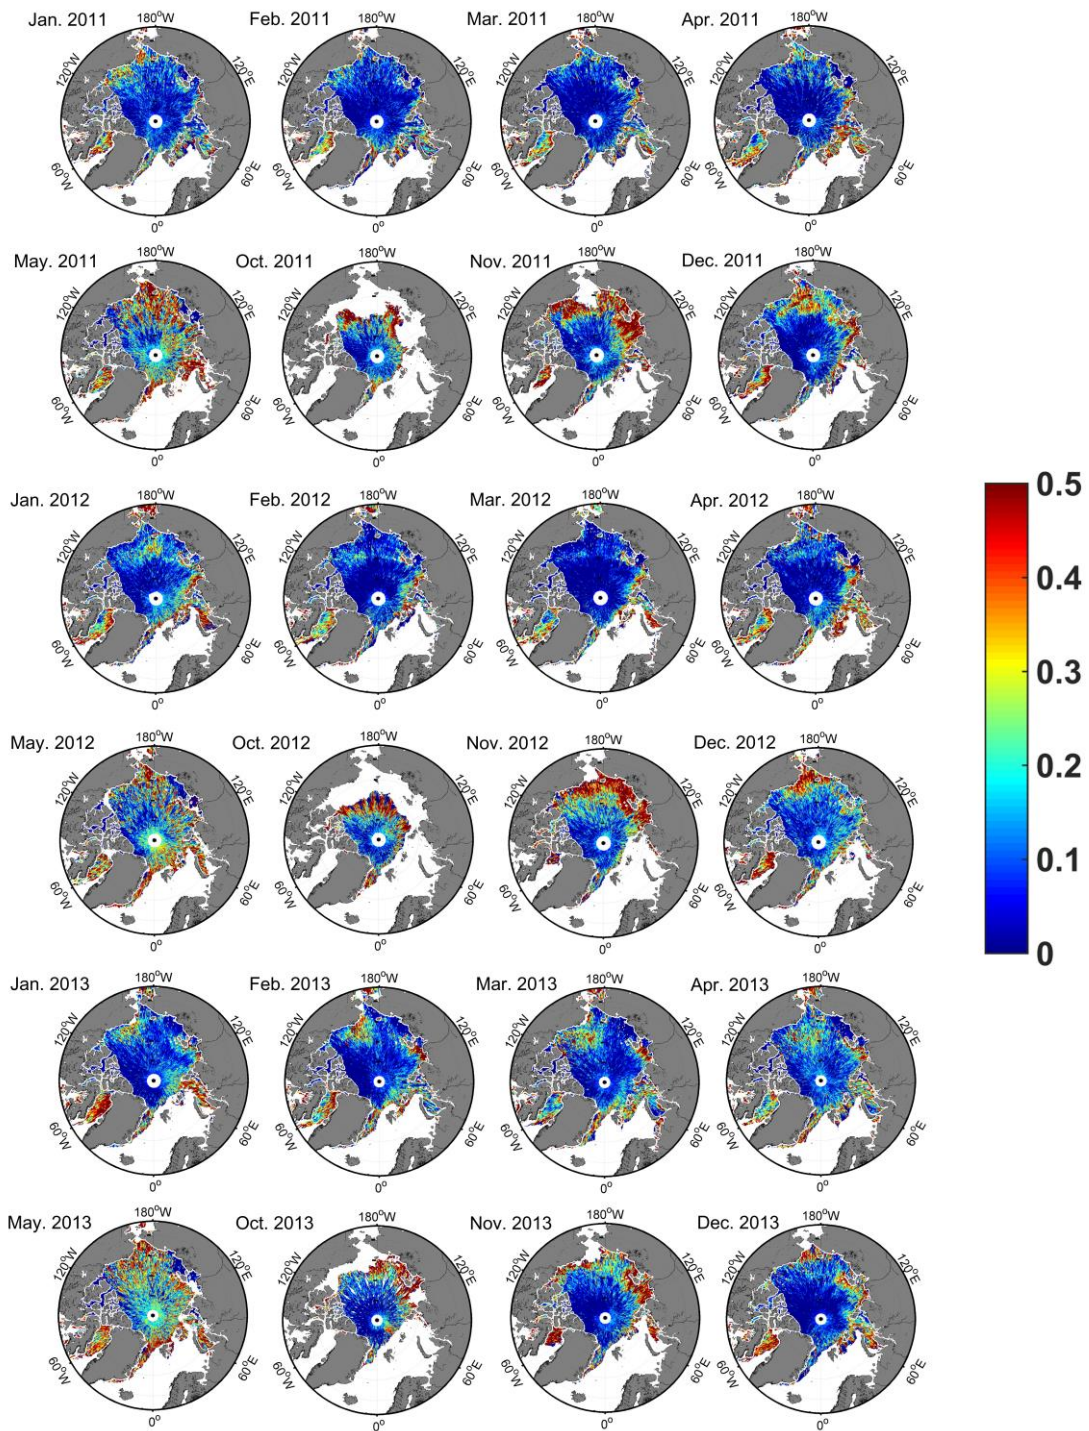 Jan. 2011 180°W 120°W 120°E 60°W 60°E 0°
Feb. 2011 180°W 120°W 120°E 60°W 60°E 0°
Mar. 2011 180°W 120°W 120°E 60°W 60°E 0°
Apr. 2011 180°W 120°W 120°E 60°W 60°E 0°
May. 2011 180°W 120°W 120°E 60°W 60°E 0°
Oct. 2011 180°W 120°W 120°E 60°W 60°E 0°
Nov. 2011 180°W 120°W 120°E 60°W 60°E 0°
Dec. 2011 180°W 120°W 120°E 60°W 60°E 0°
Jan. 2012 180°W 120°W 120°E 60°W 60°E 0°
Feb. 2012 180°W 120°W 120°E 60°W 60°E 0°
Mar. 2012 180°W 120°W 120°E 60°W 60°E 0°
Apr. 2012 180°W 120°W 120°E 60°W 60°E 0°
May. 2012 180°W 120°W 120°E 60°W 60°E 0°
Oct. 2012 180°W 120°W 120°E 60°W 60°E 0°
Nov. 2012 180°W 120°W 120°E 60°W 60°E 0°
Dec. 2012 180°W 120°W 120°E 60°W 60°E 0°
Jan. 2013 180°W 120°W 120°E 60°W 60°E 0°
Feb. 2013 180°W 120°W 120°E 60°W 60°E 0°
Mar. 2013 180°W 120°W 120°E 60°W 60°E 0°
Apr. 2013 180°W 120°W 120°E 60°W 60°E 0°
May. 2013 180°W 120°W 120°E 60°W 60°E 0°
Oct. 2013 180°W 120°W 120°E 60°W 60°E 0°
Nov. 2013 180°W 120°W 120°E 60°W 60°E 0°
Dec. 2013 180°W 120°W 120°E 60°W 60°E 0°
0.5
0.4
0.3
0.2
0.1
0